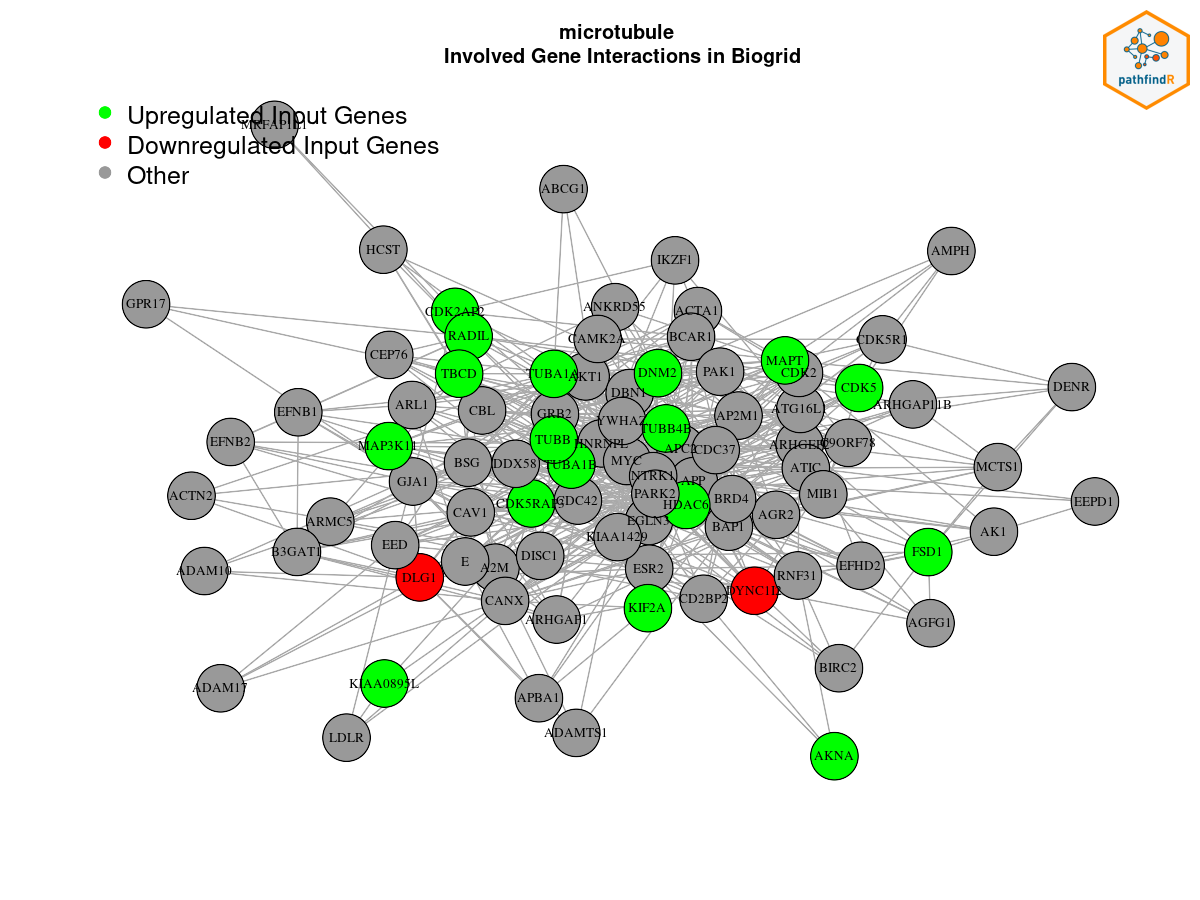 microtubule
Involved Gene Interactions in Biogrid
pathfindR
Upregulated Input Genes
Downregulated Input Genes
Other
ABCG1
HCST
AMPH
IKZF1
GPR17
ANKRD55
ACTA1
CDK2AP2
RADIL
CAMK2A
BCAR1
CDK5R1
CEP76
MAPT
TBCD
TUBA1A
AKT1
DNM2
PAK1
CDK2
CDK5
DENR
DBN1
ARL1
CBL
GRB2
YWHAZ
AP2M1
ATG16L1
ARHGAP11B
EFNB1
EFNB2
MAP3K11
TUBB
HNRNPL
TUBB4B
APC2
CDC37
C9ORF78
BSG
DDX58
TUBA1B
MYC
ATIC
MCTS1
GJA1
NTRK1
APP
PARK2
MIB1
ACTN2
CDC42
HDAC6
BRD4
EEPD1
ARMC5
CAV1
EGLN3
BAP1
AGR2
AK1
KIAA1429
EED
B3GAT1
DISC1
FSD1
E
A2M
ESR2
EFHD2
ADAM10
DLG1
RNF31
DYNC1I2
CANX
KIF2A
CD2BP2
ARHGAP1
AGFG1
BIRC2
ADAM17
KIAA0895L
APBA1
LDLR
ADAMTS1
AKNA